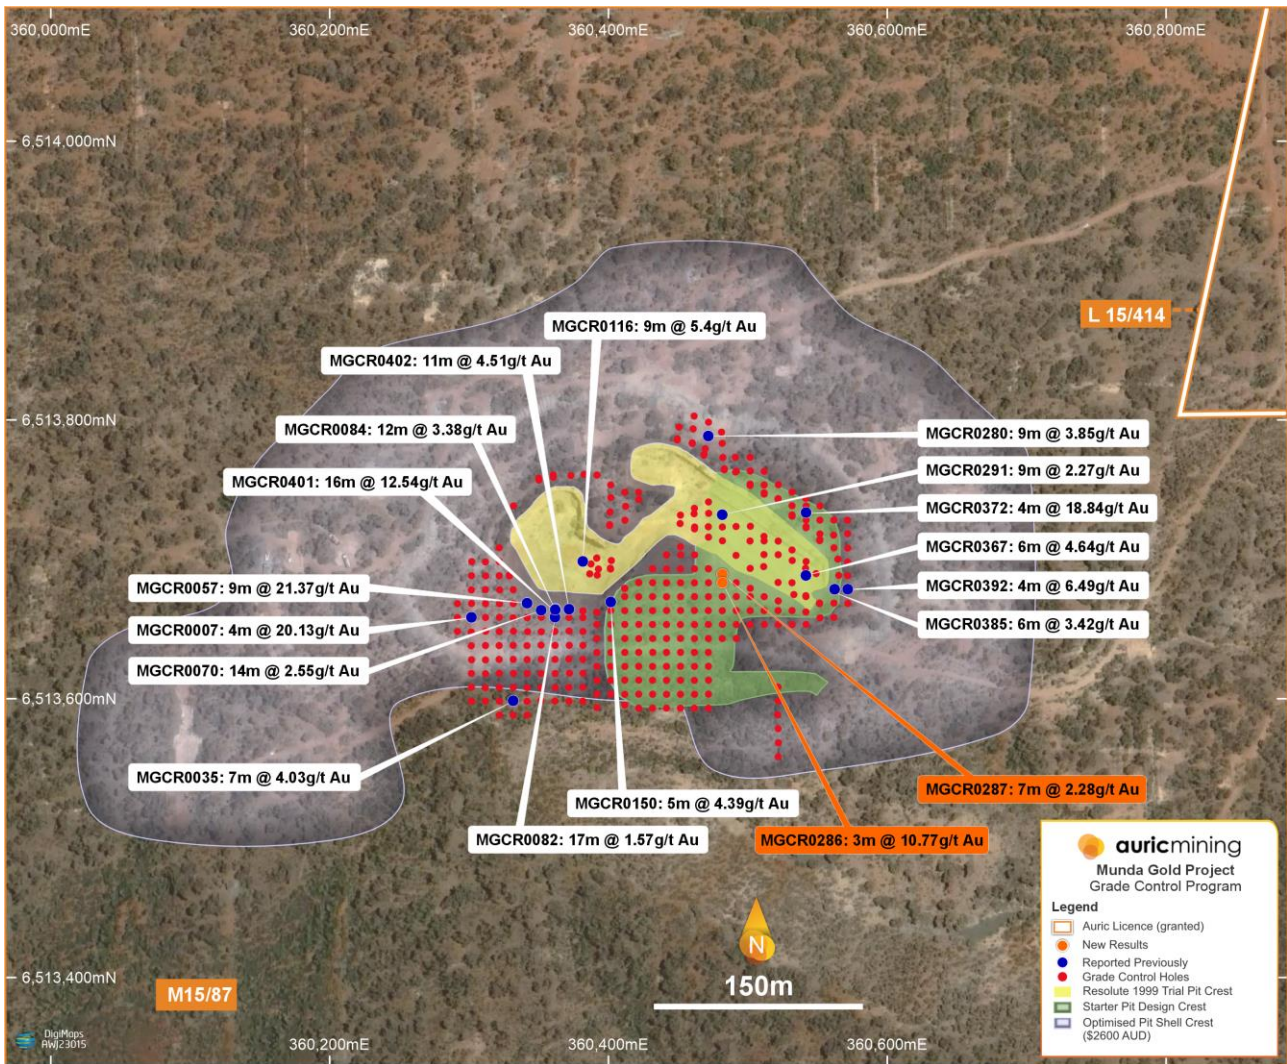 360,000mE
360,200mE
360,400mE
360,600mE
360,800mE
6,514,000mN
L 15/414
MGCR0116: 9m @ 5.4g/t Au
MGCR0402: 11m @ 4.51g/t Au
6,513,800mN
MGCR0084: 12m @ 3.38g/t Au
MGCR0280: 9m @ 3.85g/t Au
MGCR0401: 16m @ 12.54g/t Au
MGCR0291: 9m @ 2.27g/t Au
MGCR0372: 4m @ 18.84g/t Au
MGCR0367: 6m @ 4.64g/t Au
MGCR0057: 9m @ 21.37g/t Au
MGCR0392: 4m @ 6.49g/t Au
MGCR0007: 4m @ 20.13g/t Au
MGCR0385: 6m @ 3.42g/t Au
MGCR0070: 14m @ 2.55g/t Au
6,513,600mN
MGCR0035: 7m @ 4.03g/t Au
MGCR0287: 7m @ 2.28g/t Au
MGCR0150: 5m @ 4.39g/t Au
MGCR0082: 17m @ 1.57g/t Au
MGCR0286: 3m @ 10.77g/t Au
auricmining
Munda Gold Project
Grade Control Program
Legend
Auric Licence (granted)
New Results
Reported Previously
Grade Control Holes
Resolute 1999 Trial Pit Crest
Starter Pit Design Crest
Optimised Pit Shell Crest
($2600 AUD)
N
150m
6,513,400mN
M15/87
DigiMaps
AWJ23015
360,200mE
360,400mE
360,600mE